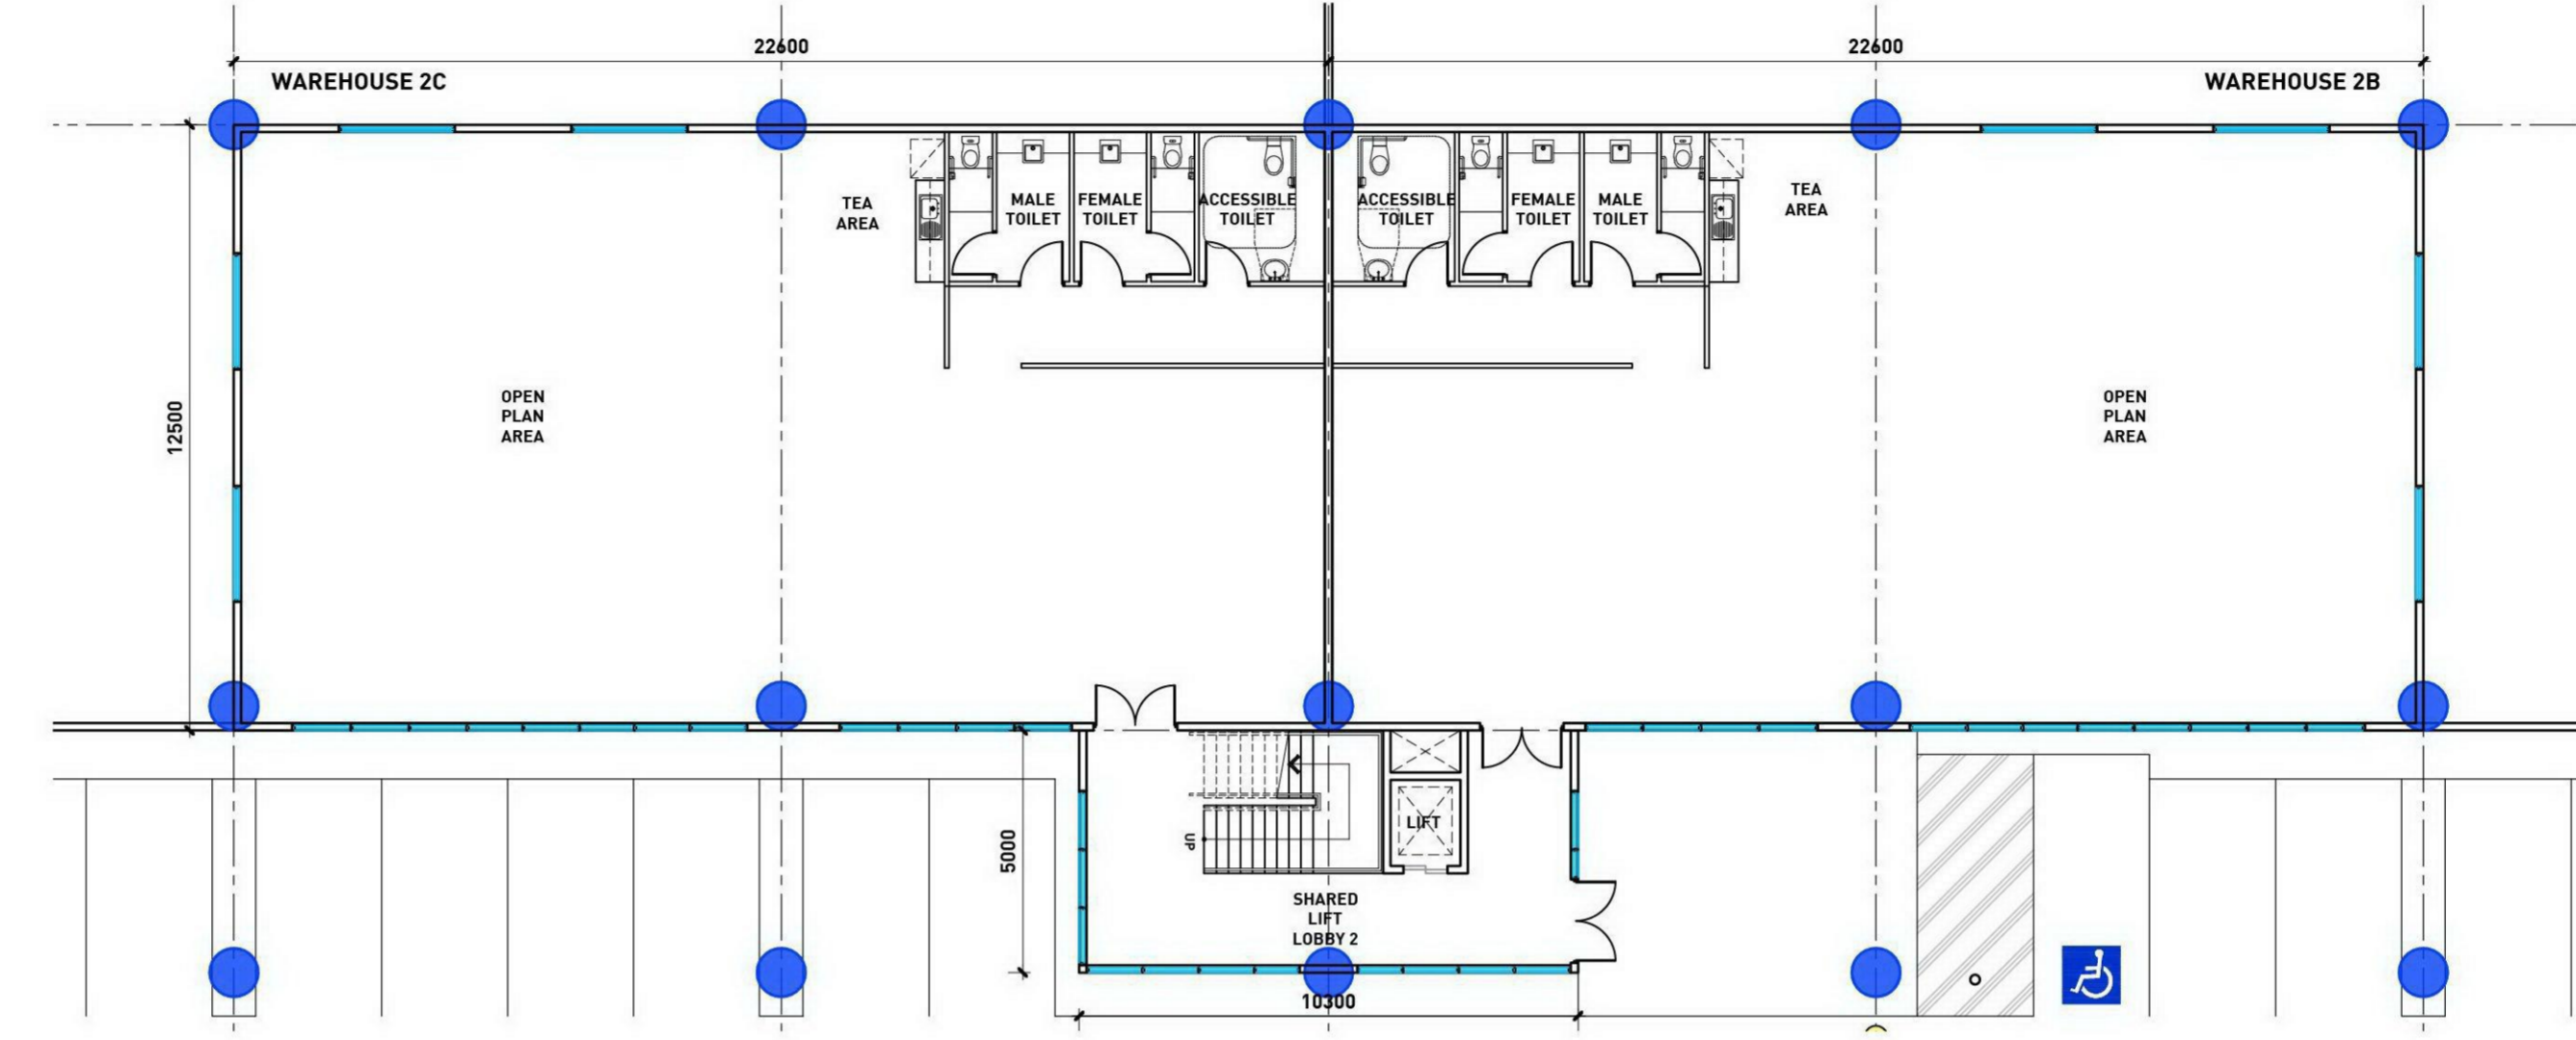 22600
22600
WAREHOUSE 2C
WAREHOUSE 2B
TEA
AREA
MALE
TOILET
FEMALE
TOILET
ACCESSIBLE
TOILET
ACCESSIBLE
TOILET
FEMALE
TOILET
MALE
TOILET
TEA
AREA
12500
OPEN
PLAN
AREA
OPEN
PLAN
AREA
5000
UP
LIFT
SHARED
LIFT
LOBBY 2
10300